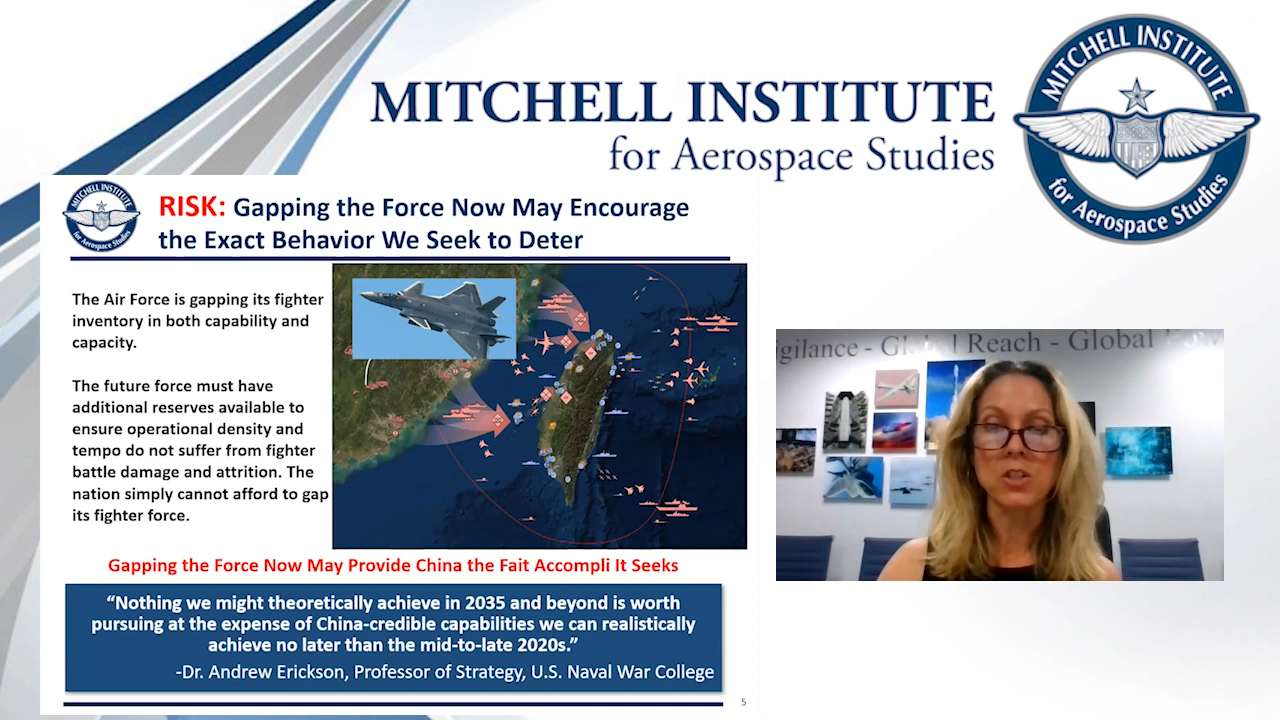 MITCHELL INSTITUTE
for Aerospace Studies
MITCHELL INSTITUTE
for Aerospace Studies
MITCHELL INSTITUTE
for Aerospace Studies
RISK: Gapping the Force Now May Encourage
the Exact Behavior We Seek to Deter
The Air Force is gapping its fighter
inventory in both capability and
capacity.
The future force must have
additional reserves available to
ensure operational density and
tempo do not suffer from fighter
battle damage and attrition. The
nation simply cannot afford to gap
its fighter force.
Gapping the Force Now May Provide China the Fait Accompli It Seeks
“Nothing we might theoretically achieve in 2035 and beyond is worth
pursuing at the expense of China-credible capabilities we can realistically
achieve no later than the mid-to-late 2020s.”
-Dr. Andrew Erickson, Professor of Strategy, U.S. Naval War College
5
Reach - Global